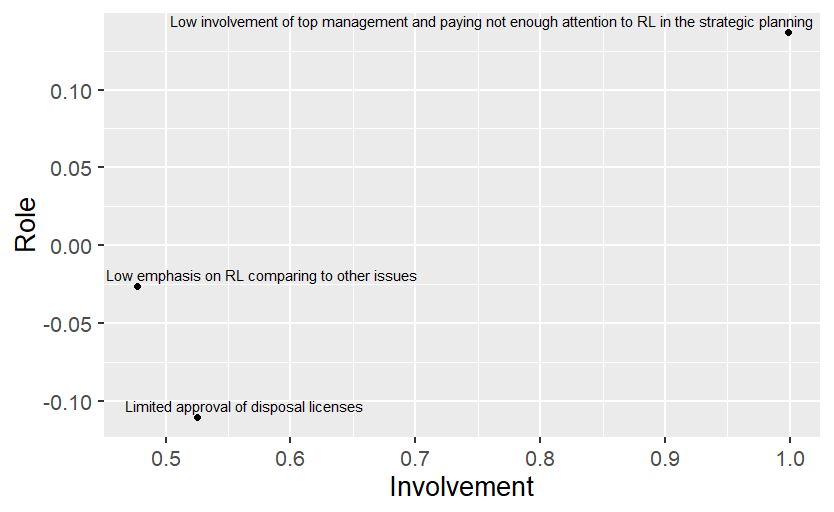 Low involvement of top management and paying not enough attention to RL in the strategic planning
0.10
0.05
0.00
Low emphasis on RL comparing to other issues
-0.05
-0.10
Limited approval of disposal licenses
Role
0.5 0.6 0.7 0.8 0.9 1.0
Involvement